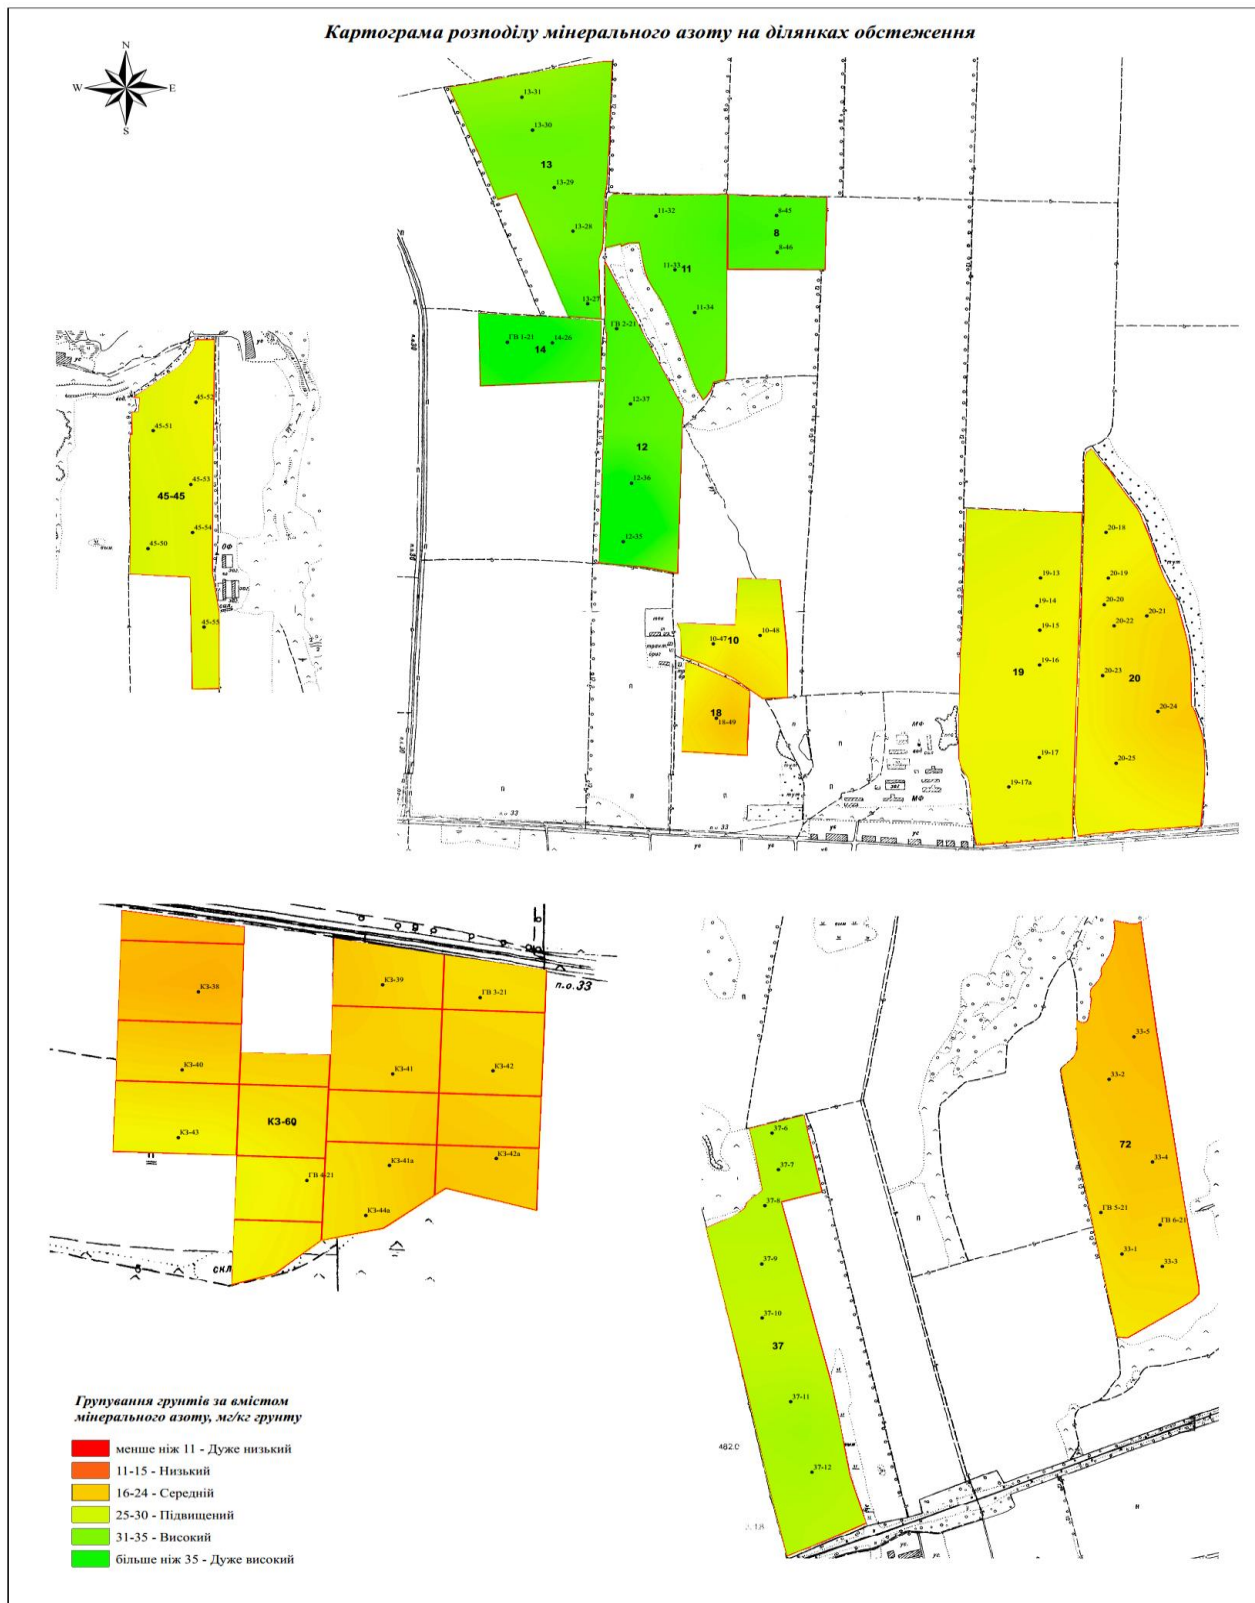 Картограма розподілу мінерального азоту на ділянках обстеження
N
W
E
S
13-31
13-30
13
13-29
13-28
13-27
11-32
11-33
11
11-34
8-45
8
8-46
ГВ 1-21
14-26
14
ГВ 2-21
12-37
12
12-36
12-35
45-52
45-51
45-53
45-45
45-54
45-50
45-55
ОФ
10-47
10
10-48
18
18-49
19-13
19-14
19-15
19-16
19
19-17
19-17а
20-18
20-19
20-20
20-21
20-22
20-23
20
20-24
20-25
МФ
МФ
п.о 33
п.о 33
КЗ-38
КЗ-39
ГВ 3-21
п.о.33
КЗ-40
КЗ-41
КЗ-42
КЗ-60
КЗ-43
КЗ-41а
КЗ-42а
ГВ 4-21
КЗ-44а
скл
37-6
37-7
37-8
37-9
37-10
37
37-11
37-12
482.0
33-5
33-2
72
33-4
ГВ 5-21
ГВ 6-21
33-1
33-3
Групування грунтів за вмістом
мінерального азоту, мг/кг грунту
менше ніж 11 - Дуже низький
11-15 - Низький
16-24 - Середній
25-30 - Підвищений
31-35 - Високий
більше ніж 35 - Дуже високий